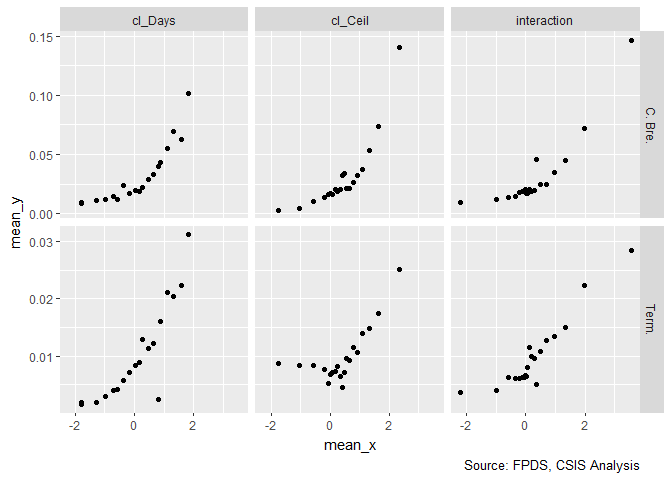 cl_Days cl_Ceil interaction
0.15
0.10
0.05
0.00
C. Bre.
mean_y
0.03
0.02
0.01
Term.
-2 0 2 -2 0 2 -2 0 2
mean_x
Source: FPDS, CSIS Analysis